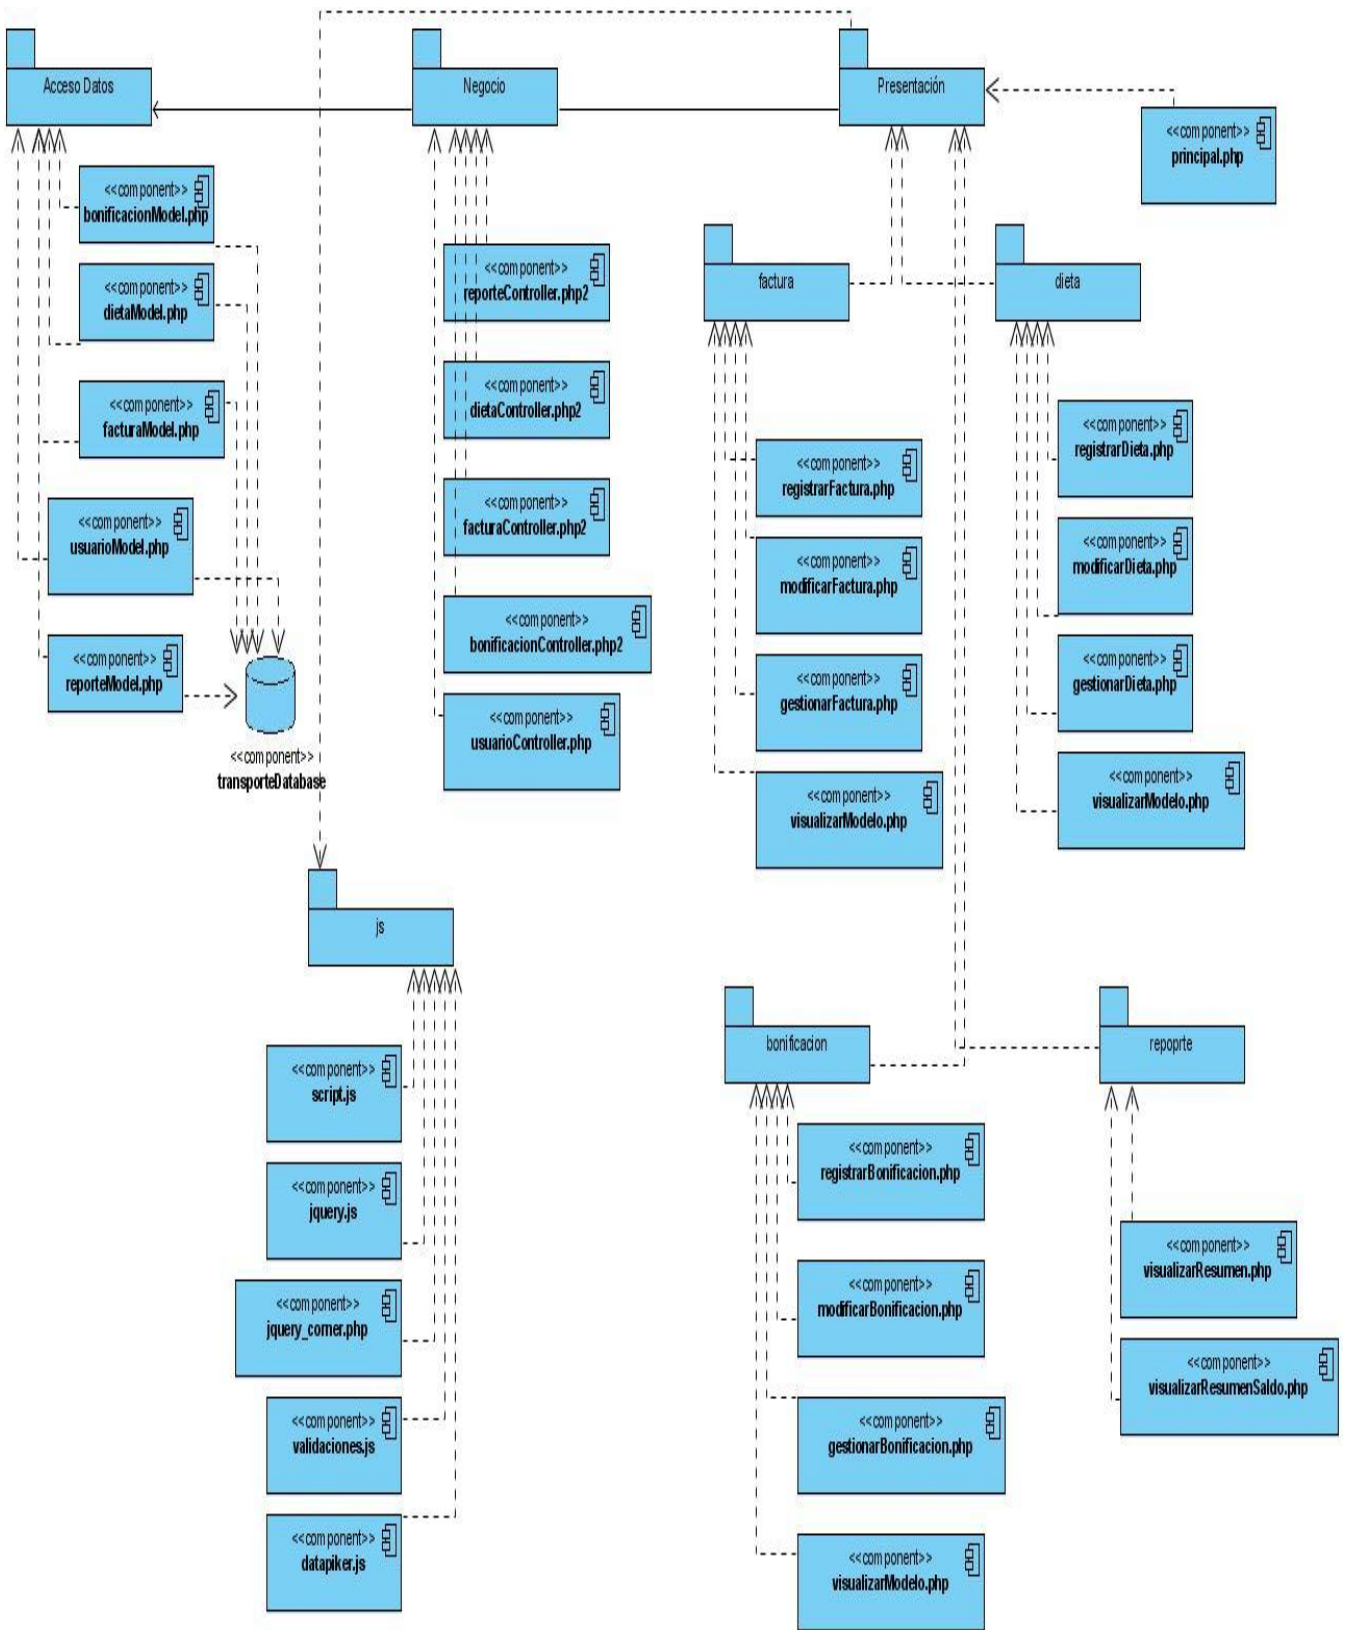 Acceso Datos
Negocio
Presentación
<<component>>
principal.php
<<component>>
bonificacionModel.php
<<component>>
dietaModel.php
<<component>>
facturaModel.php
<<component>>
usuarioModel.php
<<component>>
reporteModel.php
<<component>>
transporteDatabase
<<component>>
reporteController.php2
<<component>>
dietaController.php2
<<component>>
facturaController.php2
<<component>>
bonificacionController.php2
<<component>>
usuarioController.php
factura
<<component>>
registrarFactura.php
<<component>>
modificarFactura.php
<<component>>
gestionarFactura.php
<<component>>
visualizarModelo.php
dieta
<<component>>
registrarDieta.php
<<component>>
modificarDieta.php
<<component>>
gestionarDieta.php
<<component>>
visualizarModelo.php
js
<<component>>
script.js
<<component>>
jquery.js
<<component>>
jquery_corner.php
<<component>>
validaciones.js
<<component>>
datapiker.js
bonificacion
<<component>>
registrarBonificacion.php
<<component>>
modificarBonificacion.php
<<component>>
gestionarBonificacion.php
<<component>>
visualizarModelo.php
repoprte
<<component>>
visualizarResumen.php
<<component>>
visualizarResumenSaldo.php